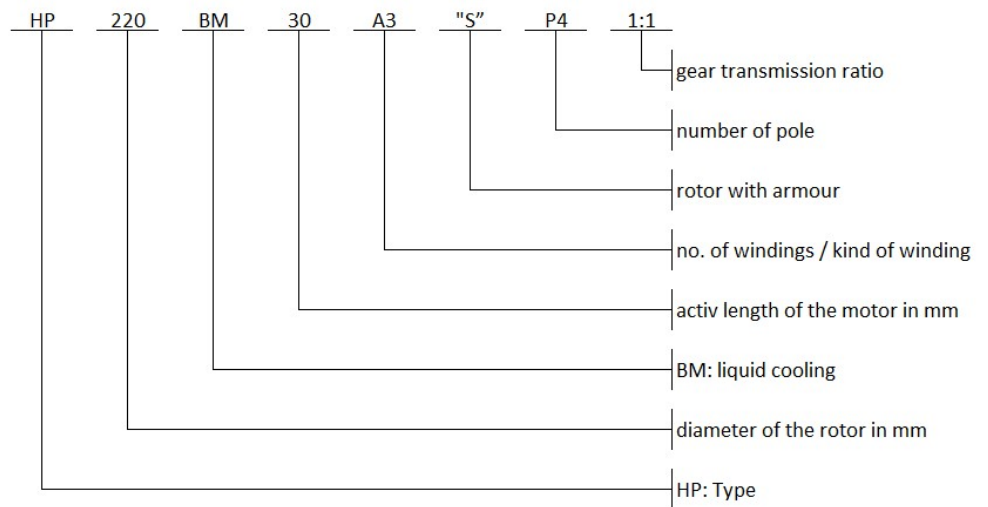 HP 220 BM 30 A3 "S” P4 1:1
gear transmission ratio
number of pole
rotor with armour
no. of windings / kind of winding
activ length of the motor in mm
BM: liquid cooling
diameter of the rotor in mm
HP: Type